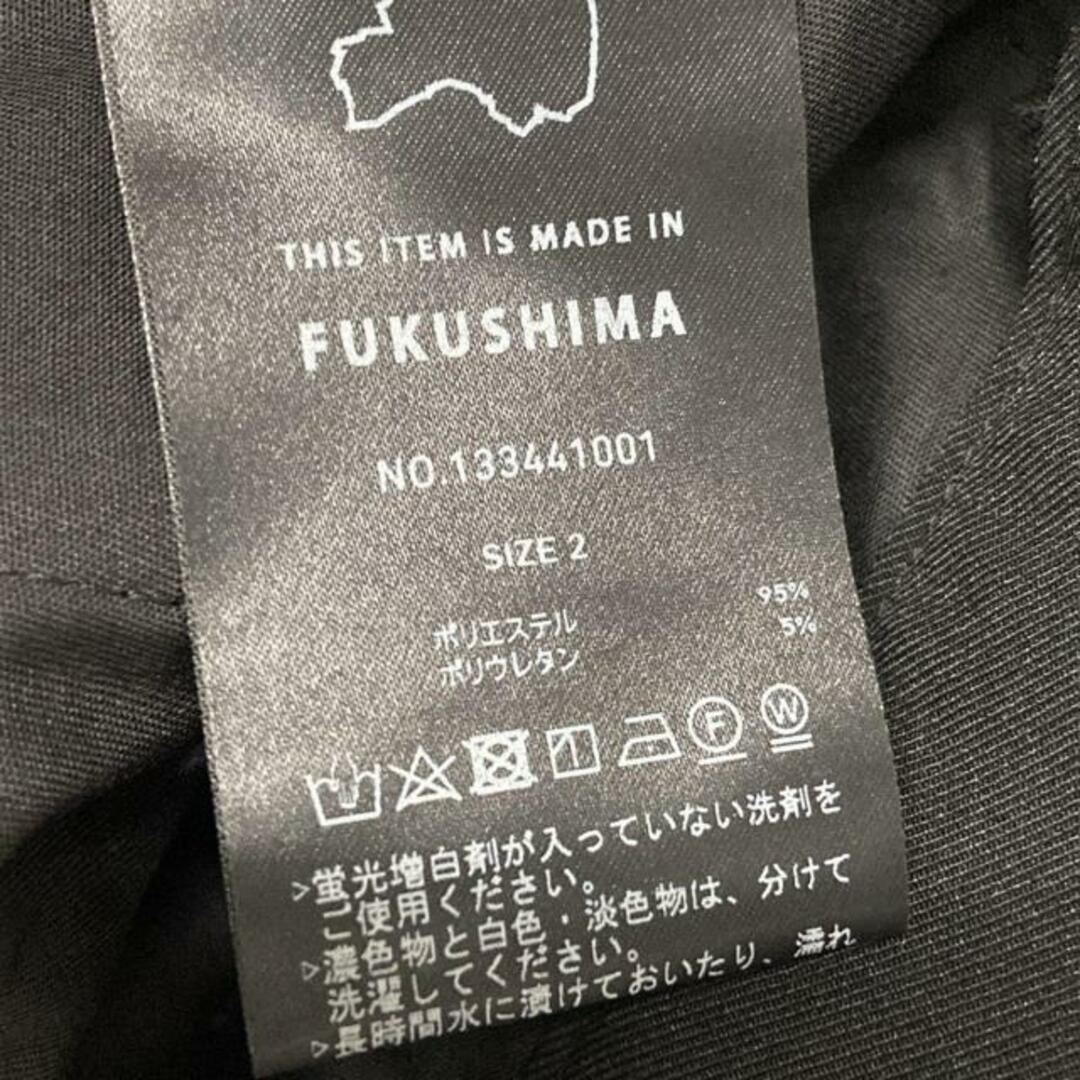 THIS ITEM IS MADE IN
FUKUSHIMA
NO.133441001
SIZE 2
ポリエステル 95%
ポリウレタン 5%
F W
▷蛍光増白剤が入っていない洗剤を
ご使用ください。
▷濃色物と白色・淡色物は、分けて
洗濯してください。
▷長時間水に漬けておいたり、濡れ